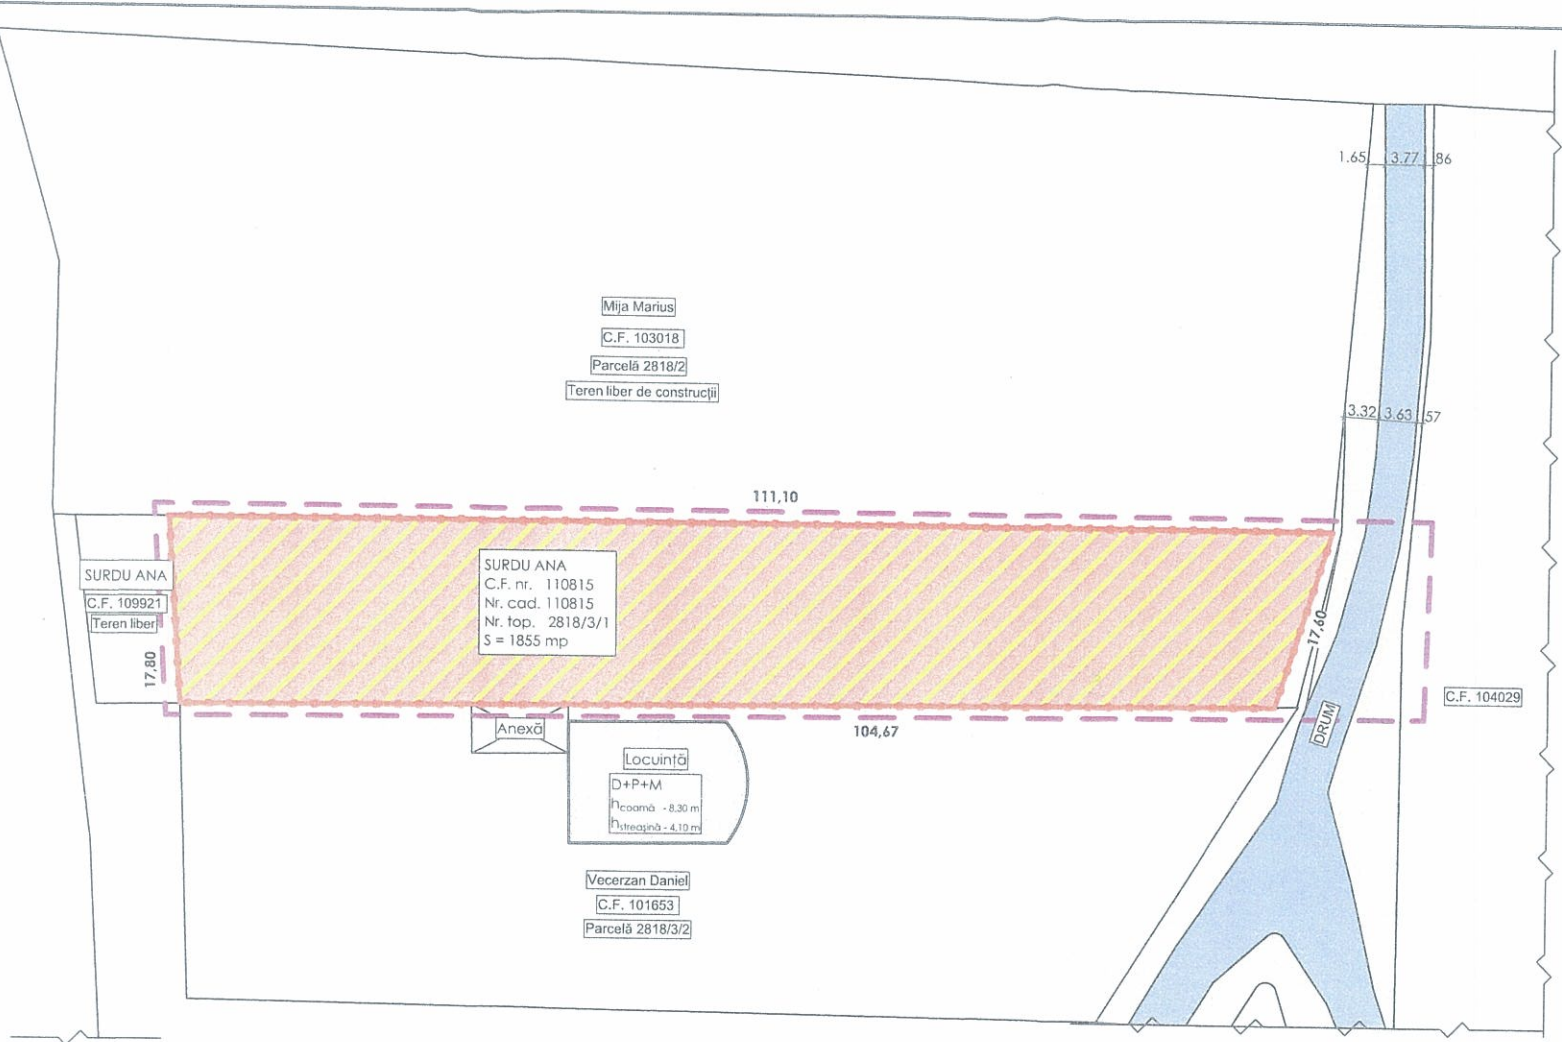 1.65 3.77 86
Mija Marius
C.F. 103018
Parcelă 2818/2
Teren liber de construcții
3.32 3.63 57
111,10
SURDU ANA
C.F. 109921
Teren liber
17,80
SURDU ANA
C.F. nr. 110815
Nr. cad. 110815
Nr. top. 2818/3/1
S = 1855 mp
17,60
C.F. 104029
DRUM
104,67
Anexă
Locuință
D+P+M
hcoamă - 8,30 m
hstreașină - 4,10 m
Vecerzan Daniel
C.F. 101653
Parcelă 2818/3/2